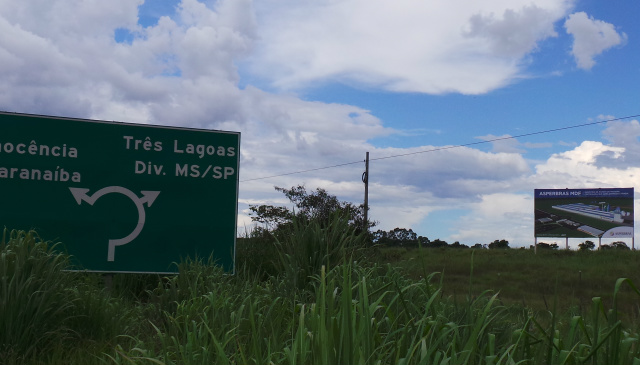 nocência
aranaíba
Três Lagoas
Div. MS/SP
ASPERBRAS MDF